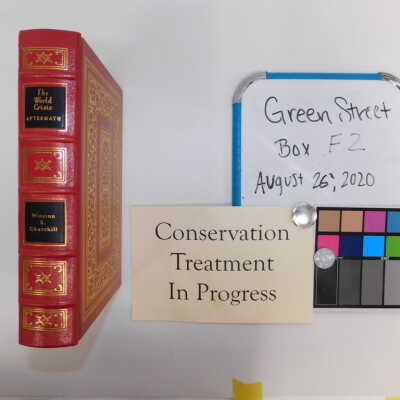 The
World
Crisis
AFTERMATH
Winston
S.
Churchill
Green Street
Box F2
August 26, 2020
Conservation
Treatment
In Progress